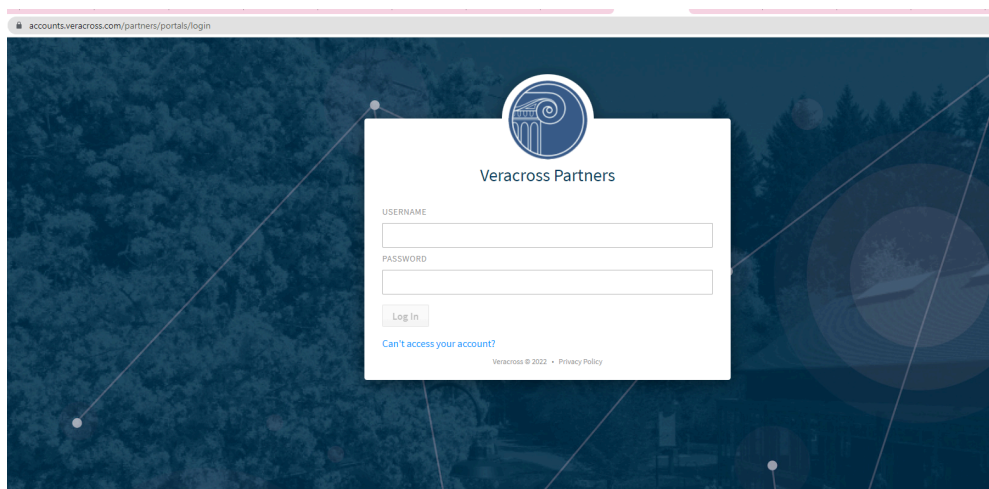 accounts.veracross.com/partners/portals/login
Veracross Partners
USERNAME
PASSWORD
Log In
Can't access your account?
Veracross © 2022 • Privacy Policy